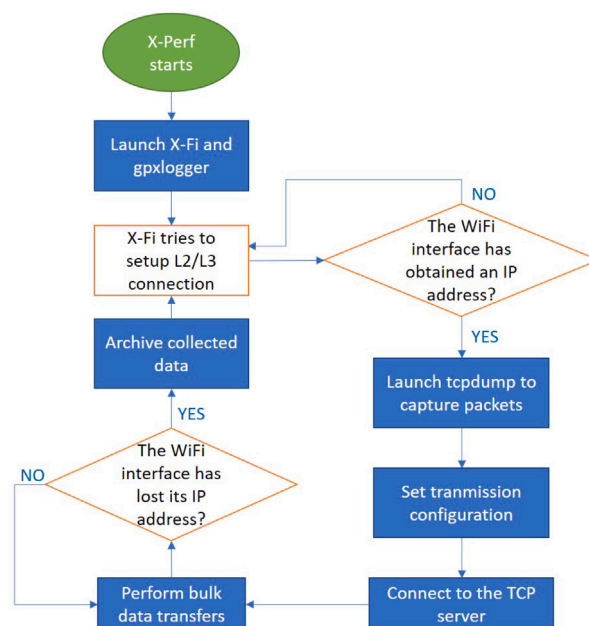 X-Perf
starts
Launch X-Fi and
gpxlogger
NO
X-Fi tries to
setup L2/L3
connection
The WiFi
interface has
obtained an IP
address?
YES
Archive collected
data
Launch tcpdump to
capture packets
YES
The WiFi
interface has
lost its IP
address?
NO
Set tranmission
configuration
Perform bulk
data transfers
Connect to the TCP
server